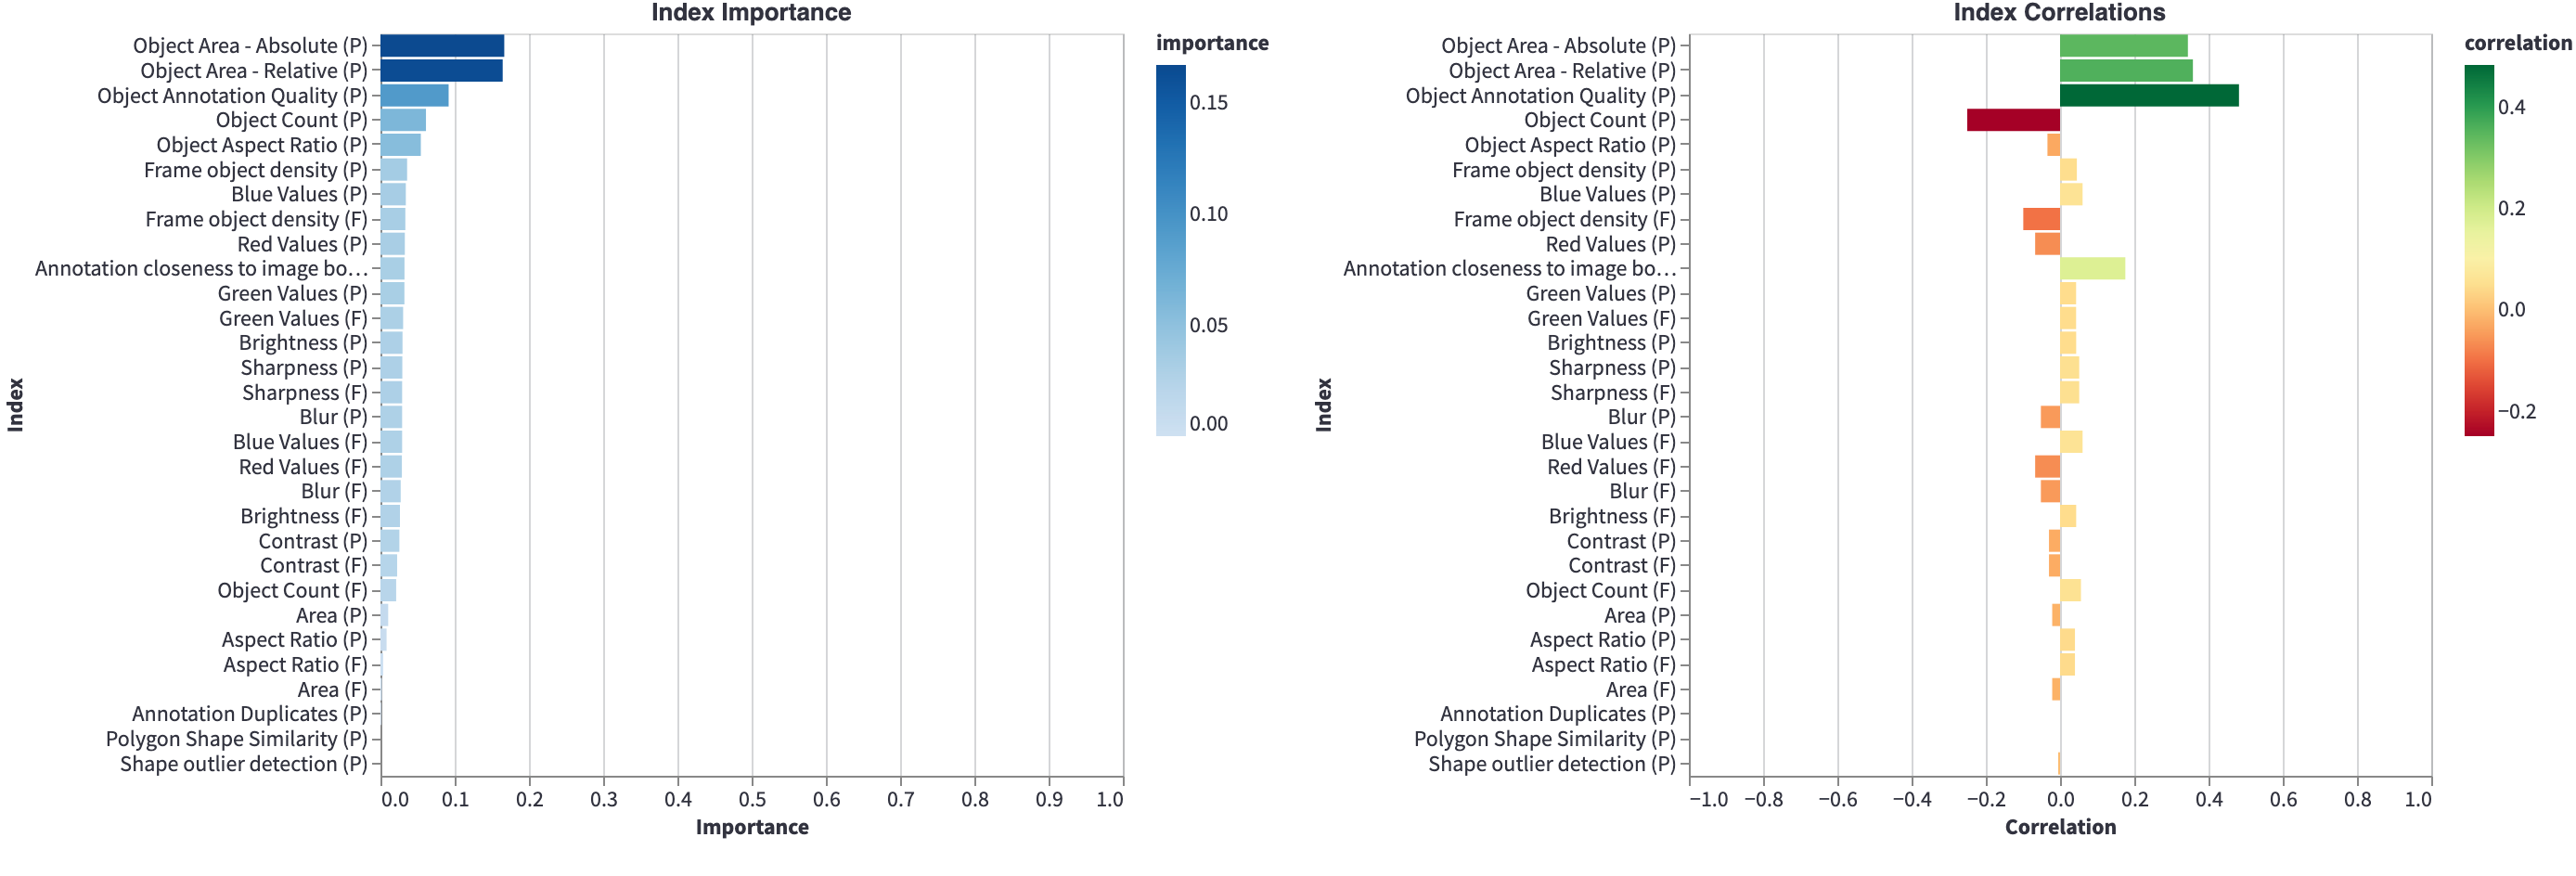 Index Importance
Object Area - Absolute (P)
Object Area - Relative (P)
Object Annotation Quality (P)
Object Count (P)
Object Aspect Ratio (P)
Frame object density (P)
Blue Values (P)
Frame object density (F)
Red Values (P)
Annotation closeness to image bo…
Green Values (P)
Green Values (F)
Brightness (P)
Sharpness (P)
Sharpness (F)
Blur (P)
Blue Values (F)
Red Values (F)
Blur (F)
Brightness (F)
Contrast (P)
Contrast (F)
Object Count (F)
Area (P)
Aspect Ratio (P)
Aspect Ratio (F)
Area (F)
Annotation Duplicates (P)
Polygon Shape Similarity (P)
Shape outlier detection (P)
Index
0.0 0.1 0.2 0.3 0.4 0.5 0.6 0.7 0.8 0.9 1.0
Importance
importance
0.15
0.10
0.05
0.00
Index Correlations
Object Area - Absolute (P)
Object Area - Relative (P)
Object Annotation Quality (P)
Object Count (P)
Object Aspect Ratio (P)
Frame object density (P)
Blue Values (P)
Frame object density (F)
Red Values (P)
Annotation closeness to image bo…
Green Values (P)
Green Values (F)
Brightness (P)
Sharpness (P)
Sharpness (F)
Blur (P)
Blue Values (F)
Red Values (F)
Blur (F)
Brightness (F)
Contrast (P)
Contrast (F)
Object Count (F)
Area (P)
Aspect Ratio (P)
Aspect Ratio (F)
Area (F)
Annotation Duplicates (P)
Polygon Shape Similarity (P)
Shape outlier detection (P)
Index
−1.0 −0.8 −0.6 −0.4 −0.2 0.0 0.2 0.4 0.6 0.8 1.0
Correlation
correlation
0.4
0.2
0.0
−0.2